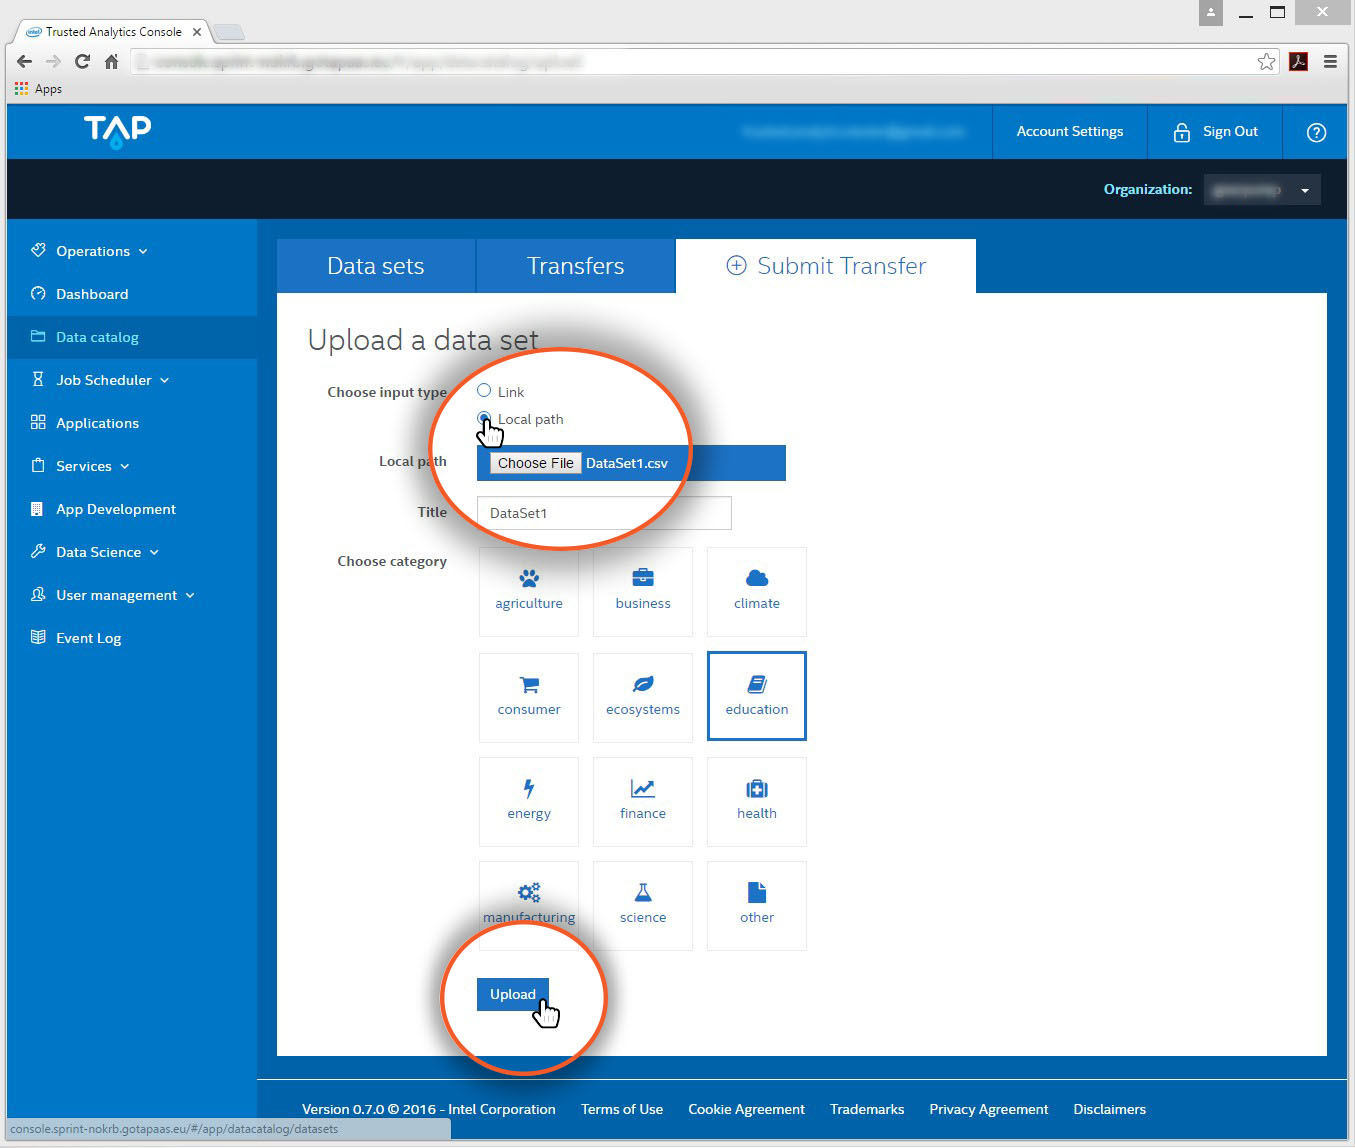 Trusted Analytics Console
Apps
TAP
Account Settings
Sign Out
Organization:
Operations
Dashboard
Data catalog
Job Scheduler
Applications
Services
App Development
Data Science
User management
Event Log
Data sets
Transfers
Submit Transfer
Upload a data set
Choose input type
Link
Local path
Local path
Choose File DataSet1.csv
Title
DataSet1
Choose category
agriculture
business
climate
consumer
ecosystems
education
energy
finance
health
manufacturing
science
other
Upload
Version 0.7.0 © 2016 - Intel Corporation
Terms of Use
Cookie Agreement
Trademarks
Privacy Agreement
Disclaimers
console.sprint-nokrb.gotapaas.eu/#/app/datacatalog/datasets